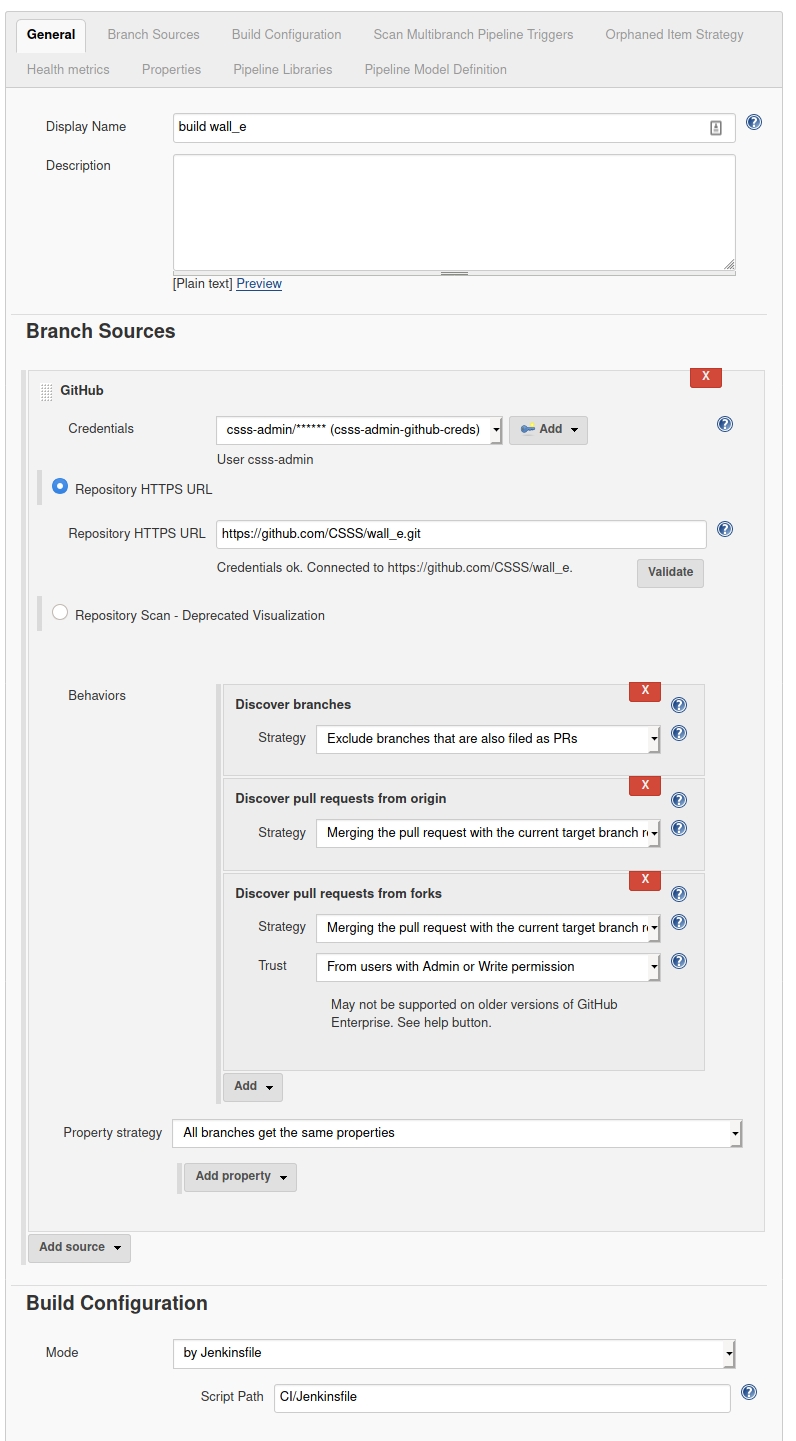 General Branch Sources Build Configuration Scan Multibranch Pipeline Triggers Orphaned Item Strategy
Health metrics Properties Pipeline Libraries Pipeline Model Definition
Display Name build wall_e
Description
[Plain text] Preview
Branch Sources
X
GitHub
Credentials csss-admin/****** (csss-admin-github-creds) Add
User csss-admin
Repository HTTPS URL
Repository HTTPS URL https://github.com/CSSS/wall_e.git
Credentials ok. Connected to https://github.com/CSSS/wall_e. Validate
Repository Scan - Deprecated Visualization
Behaviors
X
Discover branches
Strategy Exclude branches that are also filed as PRs
X
Discover pull requests from origin
Strategy Merging the pull request with the current target branch
X
Discover pull requests from forks
Strategy Merging the pull request with the current target branch
Trust From users with Admin or Write permission
May not be supported on older versions of GitHub
Enterprise. See help button.
Add
Property strategy All branches get the same properties
Add property
Add source
Build Configuration
Mode by Jenkinsfile
Script Path CI/Jenkinsfile